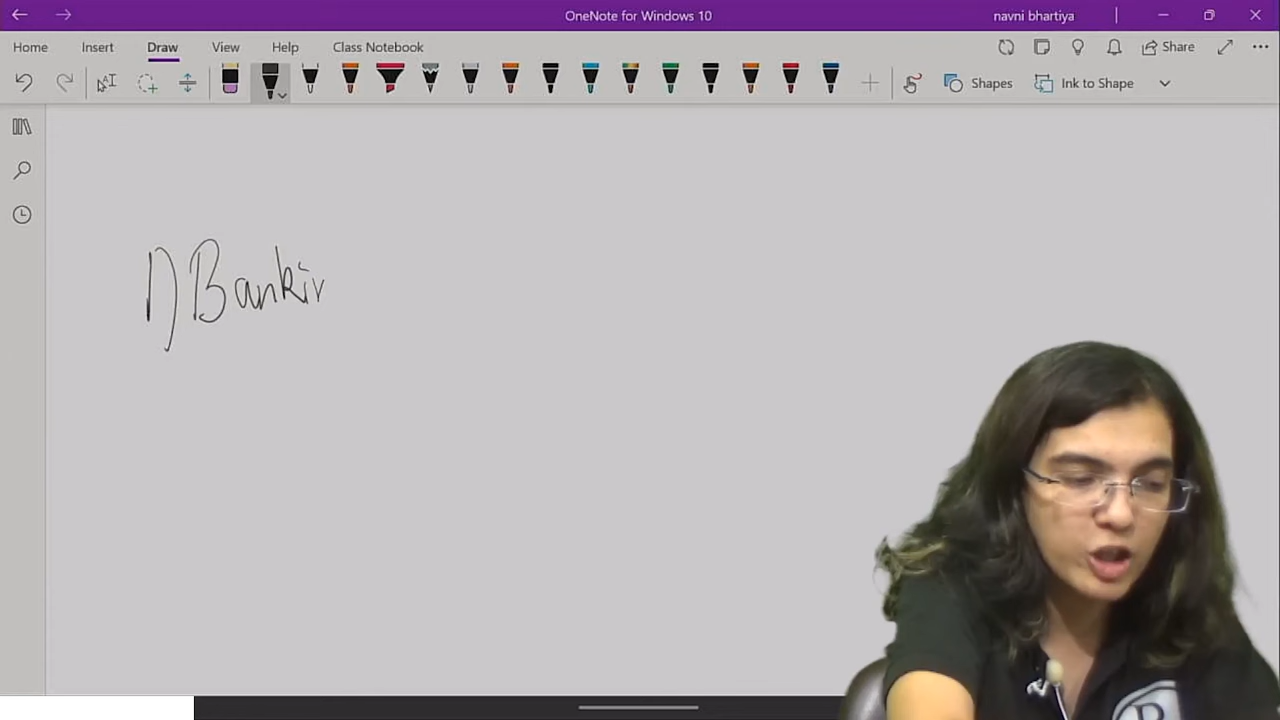 OneNote for Windows 10
navni bhartiya
Home Insert Draw View Help Class Notebook
Share
Shapes
Ink to Shape
1) Bankin